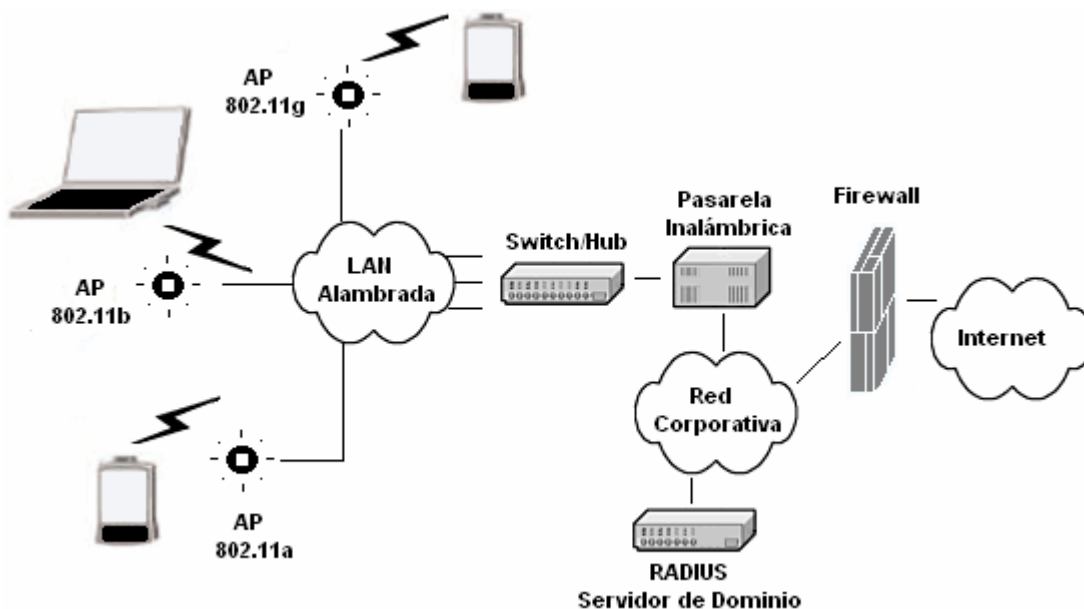 AP
802.11g
AP
802.11b
AP
802.11a
LAN
Alambrada
Switch/Hub
Pasarela
Inalámbrica
Firewall
Internet
Red
Corporativa
RADIUS
Servidor de Dominio